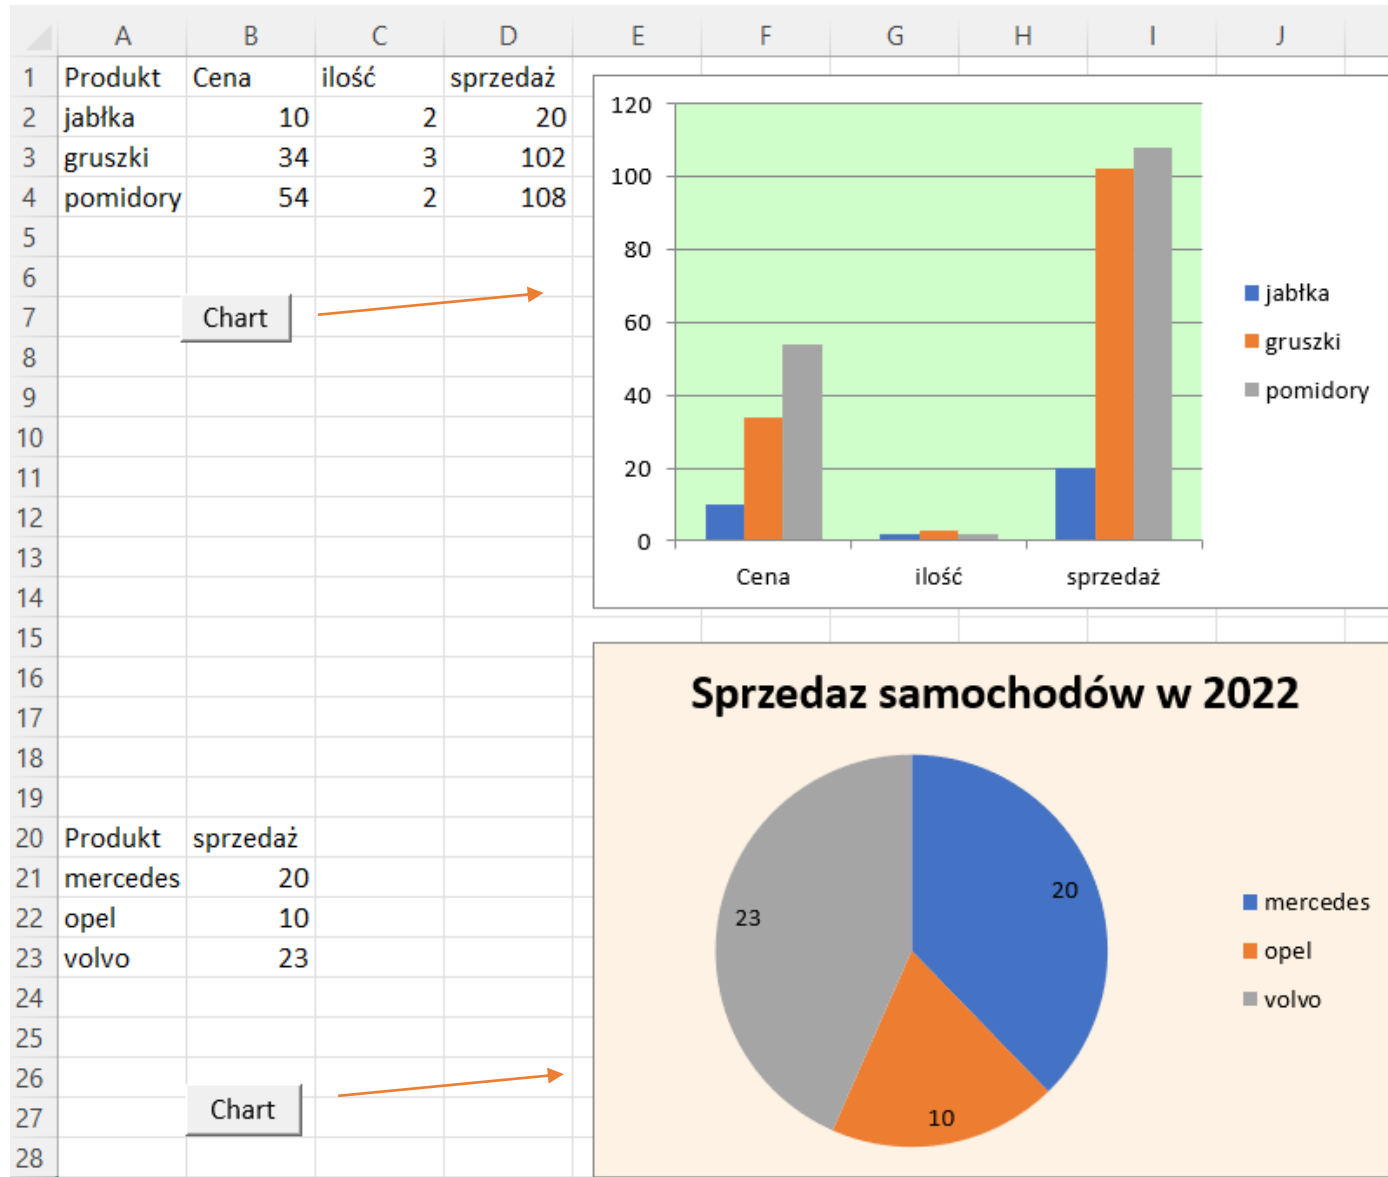 A B C D E F G H I J
1 Produkt Cena ilość sprzedaż
2 jabłka 10 2 20
3 gruszki 34 3 102
4 pomidory 54 2 108
5
6
7 Chart
8
9
10
11
12
13
14
15
16
17
18
19
20 Produkt sprzedaż
21 mercedes 20
22 opel 10
23 volvo 23
24
25
26
27 Chart
28
120
100
80
60
40
20
0
Cena ilość sprzedaż
jabłka
gruszki
pomidory
Sprzedaz samochodów w 2022
20
23
10
mercedes
opel
volvo